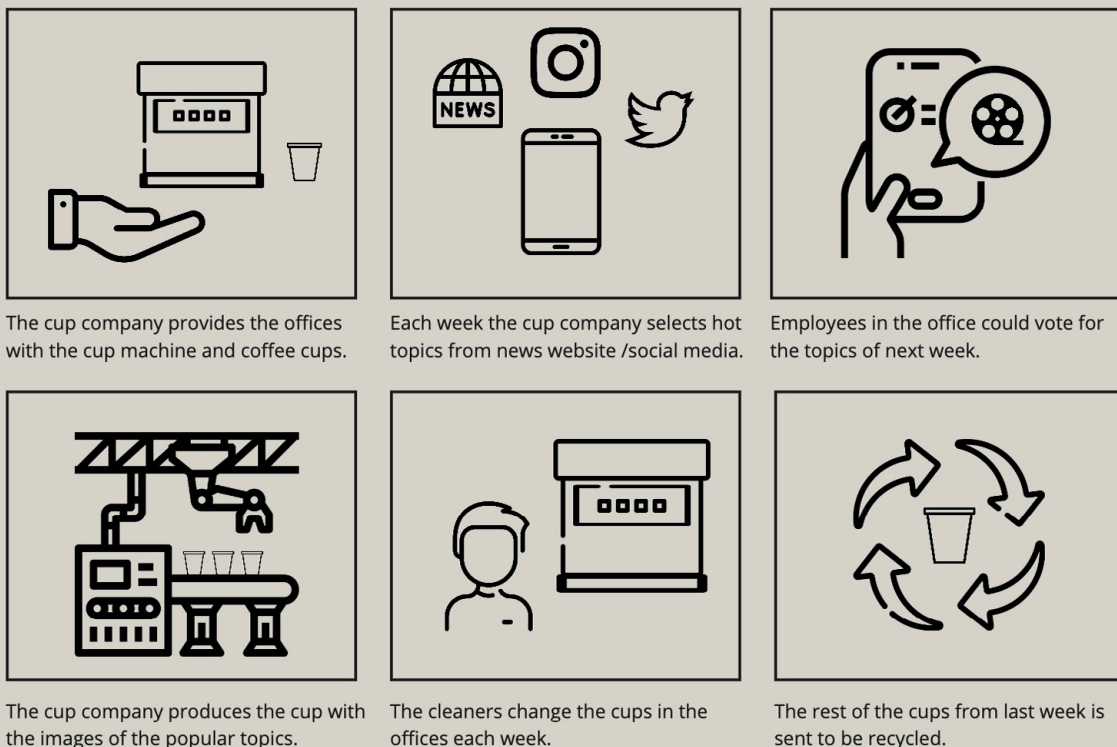 NEWS
The cup company provides the offices
with the cup machine and coffee cups.
Each week the cup company selects hot
topics from news website /social media.
Employees in the office could vote for
the topics of next week.
The cup company produces the cup with
the images of the popular topics.
The cleaners change the cups in the
offices each week.
The rest of the cups from last week is
sent to be recycled.